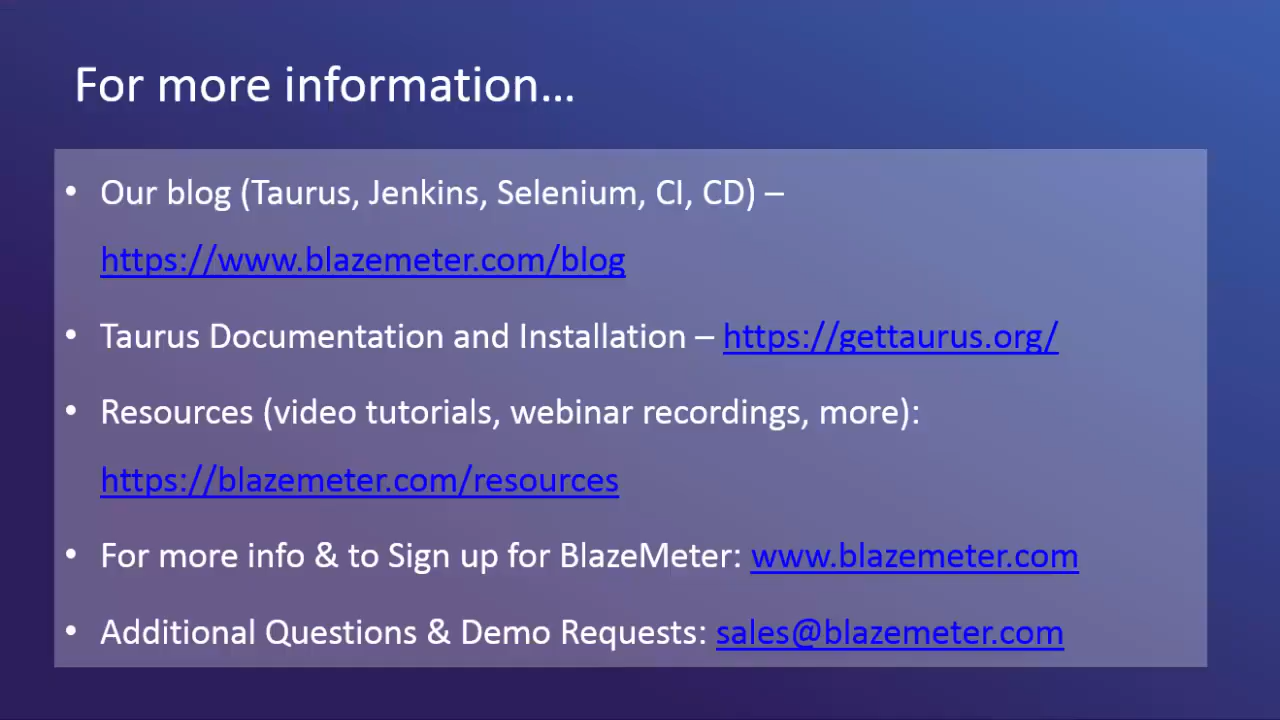 For more information…
• Our blog (Taurus, Jenkins, Selenium, CI, CD) –
https://www.blazemeter.com/blog
• Taurus Documentation and Installation – https://gettaurus.org/
• Resources (video tutorials, webinar recordings, more):
https://blazemeter.com/resources
• For more info & to Sign up for BlazeMeter: www.blazemeter.com
• Additional Questions & Demo Requests: sales@blazemeter.com